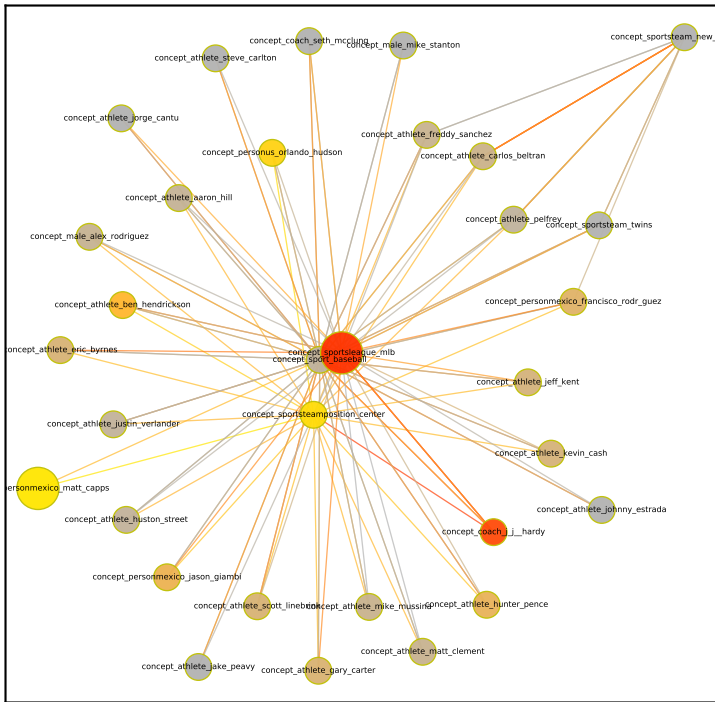 concept_sportsteam_new_
concept_coach_seth_mcclung
concept_male_mike_stanton
concept_athlete_steve_carlton
concept_athlete_jorge_cantu
concept_athlete_freddy_sanchez
concept_personus_orlando_hudson
concept_athlete_carlos_beltran
concept_athlete_aaron_hill
concept_athlete_pelfrey
concept_sportsteam_twins
concept_male_alex_rodriguez
concept_personmexico_francisco_rodr_guez
concept_athlete_ben_hendrickson
concept_athlete_eric_byrnes
concept_sportsleague_mlb
concept_sport_baseball
concept_athlete_jeff_kent
concept_sportsteamposition_center
concept_athlete_justin_verlander
concept_athlete_kevin_cash
personmexico_matt_capps
concept_athlete_johnny_estrada
concept_athlete_huston_street
concept_coach_j_j__hardy
concept_personmexico_jason_giambi
concept_athlete_scott_linebrink
concept_athlete_mike_mussina
concept_athlete_hunter_pence
concept_athlete_matt_clement
concept_athlete_jake_peavy
concept_athlete_gary_carter